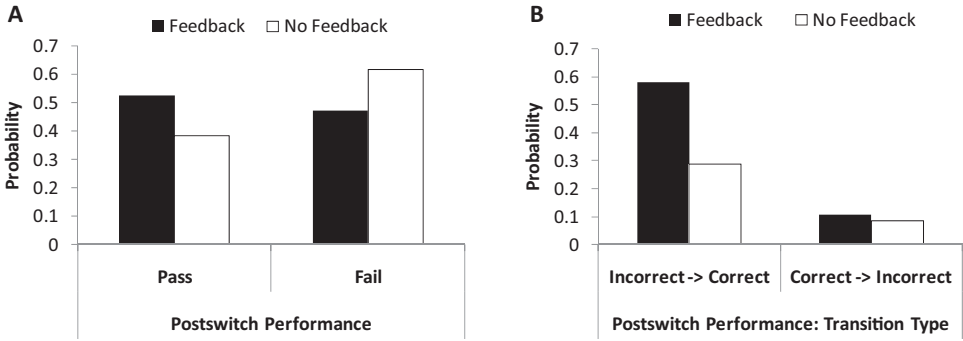 A
Feedback No Feedback
0.7
0.6
0.5
0.4
0.3
0.2
0.1
0
Probability
Pass Fail
Postswitch Performance
B
Feedback No Feedback
0.7
0.6
0.5
0.4
0.3
0.2
0.1
0
Probability
Incorrect -> Correct Correct -> Incorrect
Postswitch Performance: Transition Type